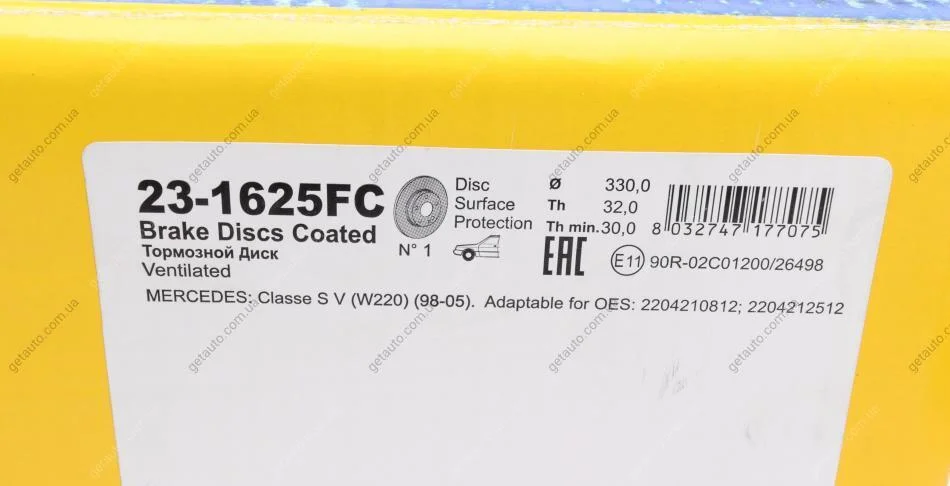 23-1625FC
Brake Discs Coated
Тормозной Диск
Ventilated
N° 1
Disc
Surface
Protection
Ø 330,0
Th 32,0
Th min. 30,0
8 032747 177075
EAC
E11 90R-02C01200/26498
MERCEDES: Classe S V (W220) (98-05). Adaptable for OES: 2204210812; 2204212512
getauto.com.ua